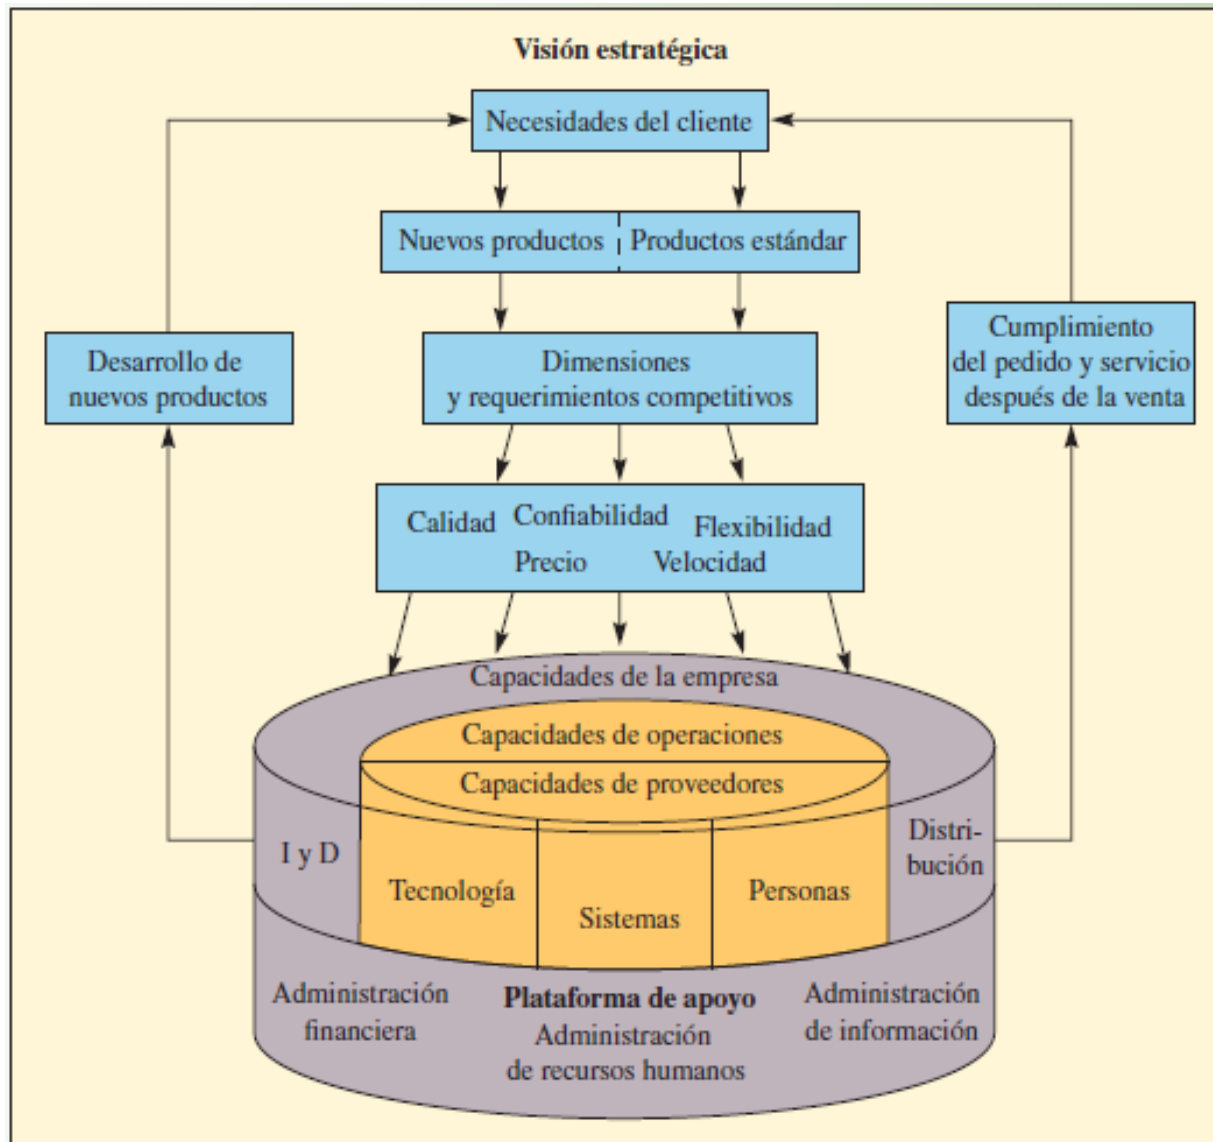 Visión estratégica
Necesidades del cliente
Nuevos productos
Productos estándar
Desarrollo de
nuevos productos
Dimensiones
y requerimientos competitivos
Cumplimiento
del pedido y servicio
después de la venta
Calidad
Confiabilidad
Flexibilidad
Precio
Velocidad
Capacidades de la empresa
Capacidades de operaciones
Capacidades de proveedores
I y D
Tecnología
Sistemas
Personas
Distri-
bución
Administración
financiera
Plataforma de apoyo
Administración
de recursos humanos
Administración
de información